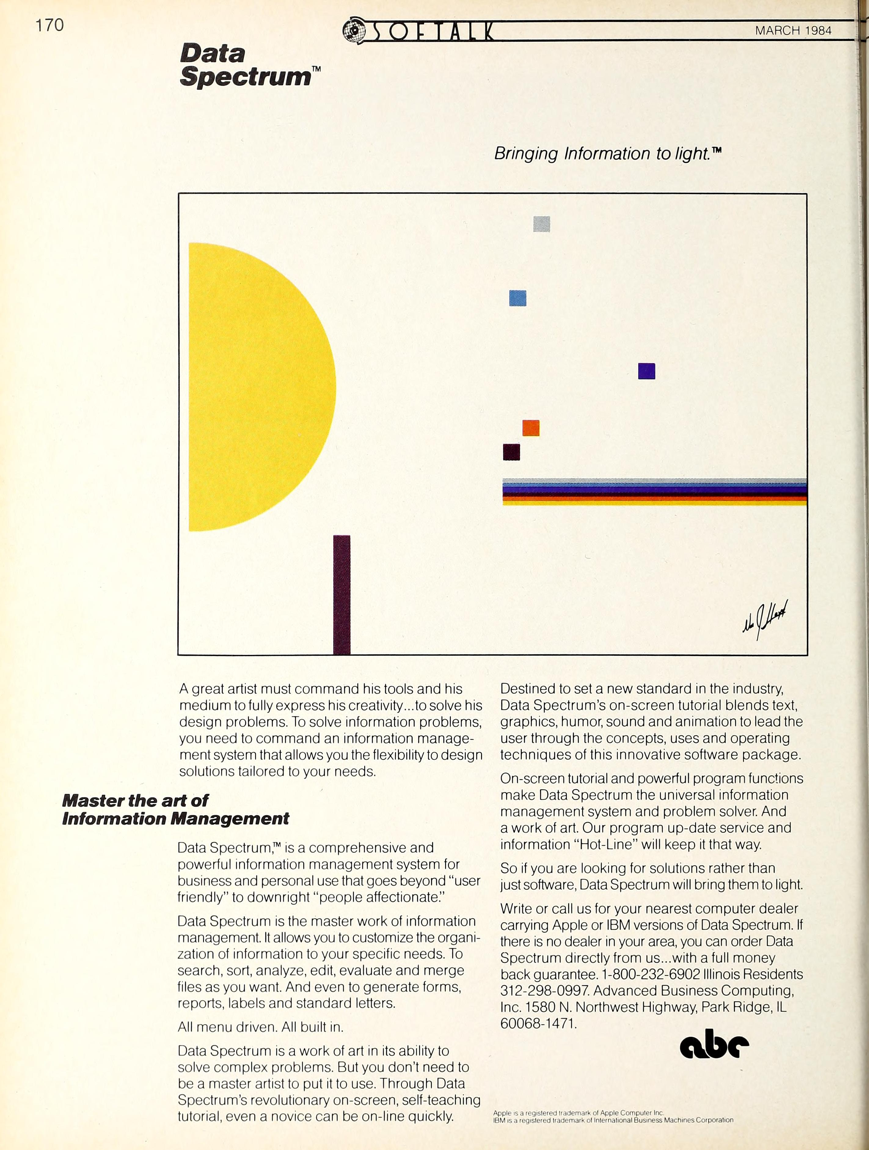 170
SOFTALK
MARCH 1984
Data
Spectrum™
Bringing Information to light.™
A great artist must command his tools and his
medium to fully express his creativity...to solve his
design problems. To solve information problems,
you need to command an information manage-
ment system that allows you the flexibility to design
solutions tailored to your needs.
Master the art of
Information Management
Data Spectrum,™ is a comprehensive and
powerful information management system for
business and personal use that goes beyond “user
friendly” to downright “people affectionate.”
Data Spectrum is the master work of information
management. It allows you to customize the organi-
zation of information to your specific needs. To
search, sort, analyze, edit, evaluate and merge
files as you want. And even to generate forms,
reports, labels and standard letters.
All menu driven. All built in.
Data Spectrum is a work of art in its ability to
solve complex problems. But you don't need to
be a master artist to put it to use. Through Data
Spectrum's revolutionary on-screen, self-teaching
tutorial, even a novice can be on-line quickly.
Destined to set a new standard in the industry,
Data Spectrum's on-screen tutorial blends text,
graphics, humor, sound and animation to lead the
user through the concepts, uses and operating
techniques of this innovative software package.
On-screen tutorial and powerful program functions
make Data Spectrum the universal information
management system and problem solver. And
a work of art. Our program up-date service and
information “Hot-Line” will keep it that way.
So if you are looking for solutions rather than
just software, Data Spectrum will bring them to light.
Write or call us for your nearest computer dealer
carrying Apple or IBM versions of Data Spectrum. If
there is no dealer in your area, you can order Data
Spectrum directly from us...with a full money
back guarantee. 1-800-232-6902 Illinois Residents
312-298-0997. Advanced Business Computing,
Inc. 1580 N. Northwest Highway, Park Ridge, IL
60068-1471.
abc
Apple is a registered trademark of Apple Computer Inc.
IBM is a registered trademark of International Business Machines Corporation